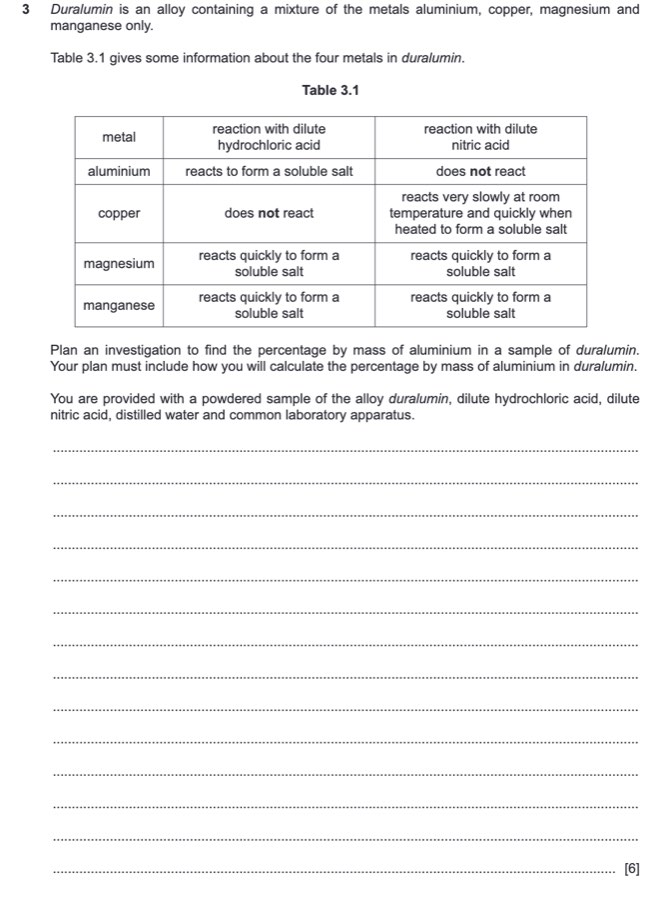 3 Duralumin is an alloy containing a mixture of the metals aluminium, copper, magnesium and
manganese only.
Table 3.1 gives some information about the four metals in duralumin.
Table 3.1
metal
reaction with dilute
hydrochloric acid
reaction with dilute
nitric acid
aluminium
reacts to form a soluble salt
does not react
copper
does not react
reacts very slowly at room
temperature and quickly when
heated to form a soluble salt
magnesium
reacts quickly to form a
soluble salt
reacts quickly to form a
soluble salt
manganese
reacts quickly to form a
soluble salt
reacts quickly to form a
soluble salt
Plan an investigation to find the percentage by mass of aluminium in a sample of duralumin.
Your plan must include how you will calculate the percentage by mass of aluminium in duralumin.
You are provided with a powdered sample of the alloy duralumin, dilute hydrochloric acid, dilute
nitric acid, distilled water and common laboratory apparatus.
[6]